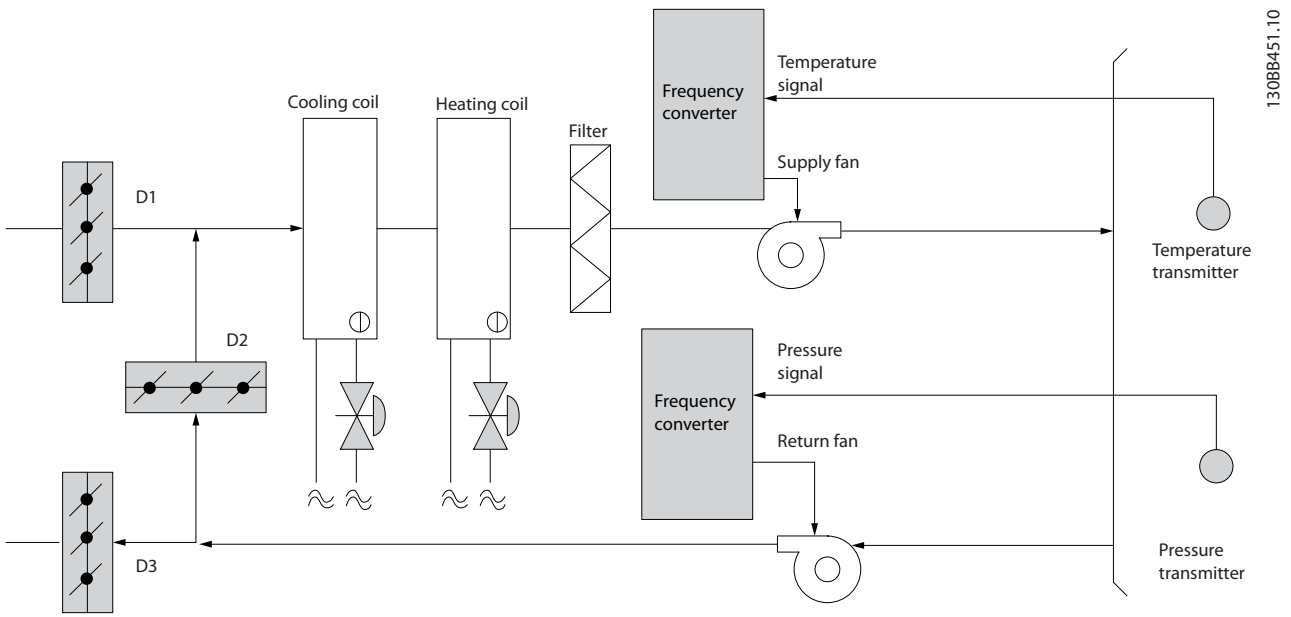 130BB451.10
Temperature
signal
Frequency
converter
Cooling coil
Heating coil
Filter
Supply fan
D1
Temperature
transmitter
D2
Pressure
signal
Frequency
converter
Return fan
D3
Pressure
transmitter